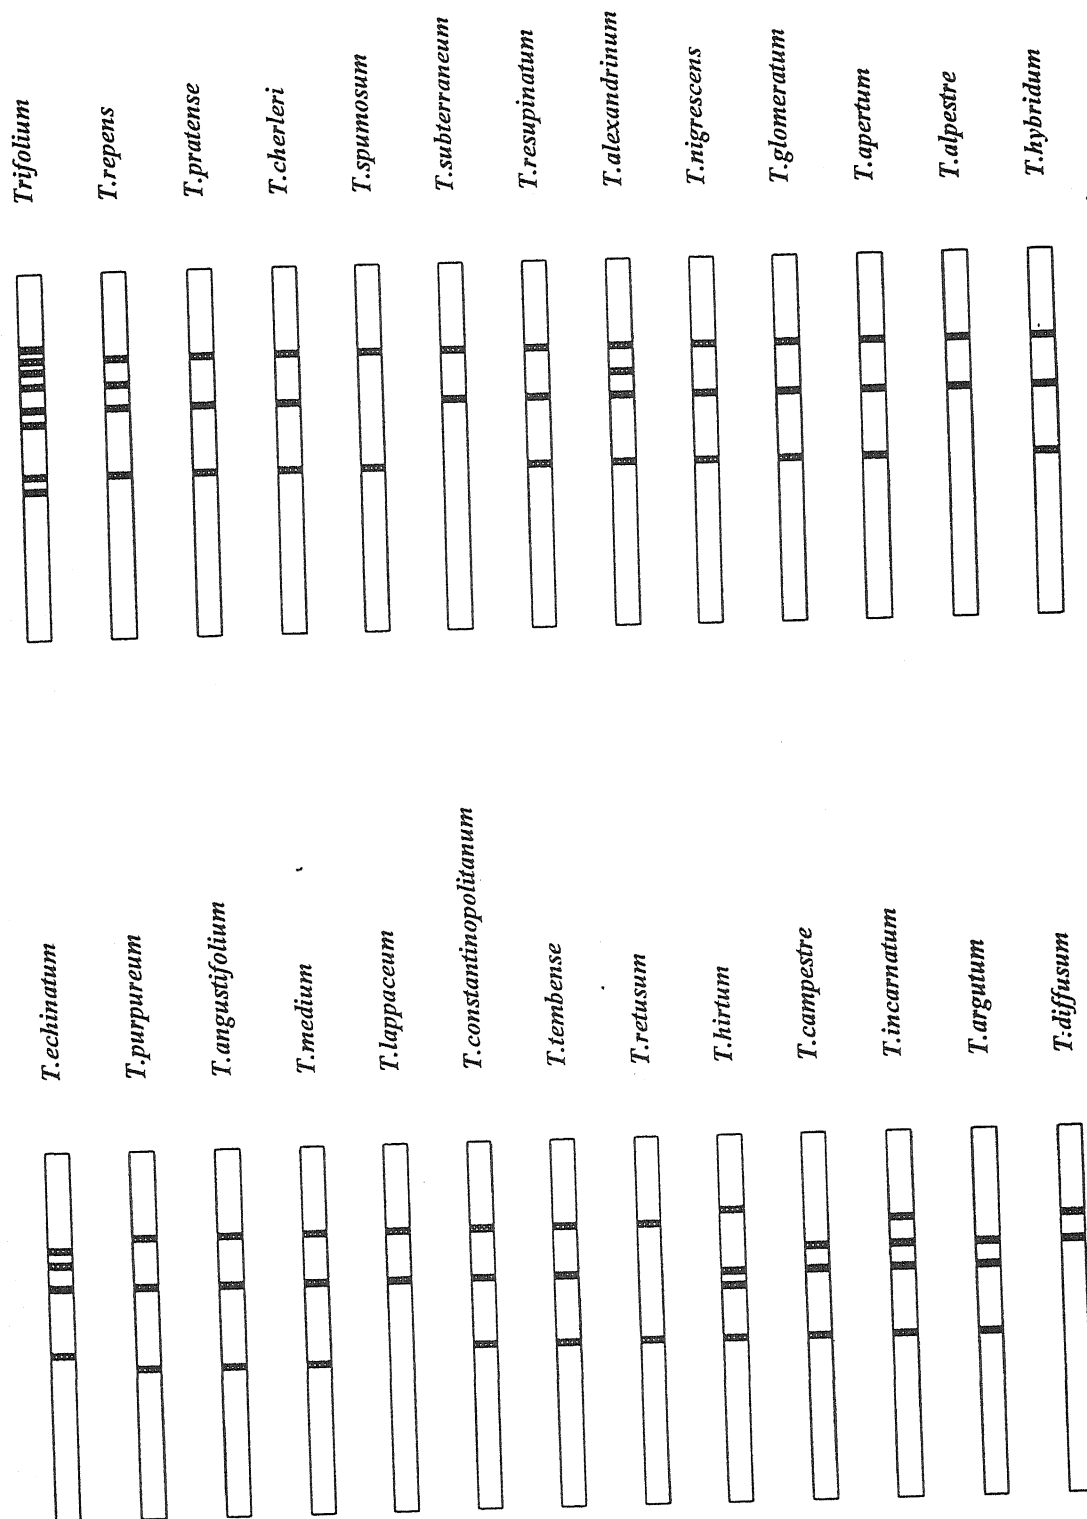 Trifolium
T.repens
T.pratense
T.cherleri
T.spumosum
T.subterraneum
T.resupinatum
T.alexandrinum
T.nigrescens
T.glomeratum
T.apertum
T.alpestre
T.hybridum
T.echinatum
T.purpureum
T.angustifolium
T.medium
T.lappaceum
T.constantinopolitanum
T.tembense
T.retusum
T.hirtum
T.campestre
T.incarnatum
T.argutum
T:diffusum